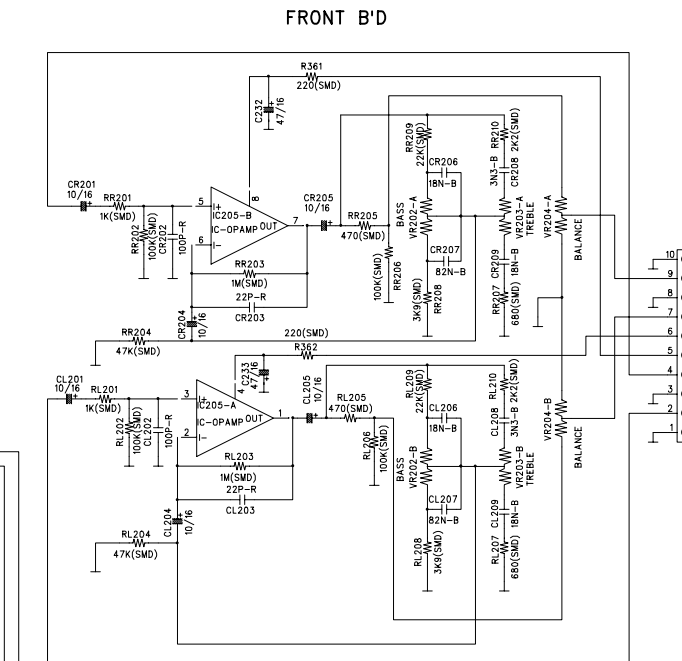 FRONT B'D
R361
220(SMD)
C232
47/16
8
CR201
10/16
RR201
1K(SMD)
RR202
100K(SMD)
CR202
100P-R
5
I+
IC205-B
IC-OPAMP
OUT
6
I-
7
CR205
10/16
RR205
470(SMD)
RR203
1M(SMD)
22P-R
CR203
CR204
10/16
RR204
47K(SMD)
100K(SMD)
RR206
RR209
22K(SMD)
CR206
18N-B
BASS
VR202-A
CR207
82N-B
3K9(SMD)
RR208
RR210
2K2(SMD)
3N3-B
CR208
VR203-A
TREBLE
CR209
18N-B
RR207
680(SMD)
VR204-A
BALANCE
10
9
8
7
6
5
4
3
2
1
220(SMD)
R362
C233
47/16
4
CL201
10/16
RL201
1K(SMD)
RL202
100K(SMD)
CL202
100P-R
3
I+
IC205-A
IC-OPAMP
OUT
2
I-
1
CL205
10/16
RL205
470(SMD)
RL203
1M(SMD)
22P-R
CL203
CL204
10/16
RL204
47K(SMD)
RL206
100K(SMD)
RL209
22K(SMD)
CL206
18N-B
BASS
VR202-B
CL207
82N-B
RL208
3K9(SMD)
RL210
2K2(SMD)
CL208
3N3-B
VR203-B
TREBLE
CL209
18N-B
RL207
680(SMD)
VR204-B
BALANCE